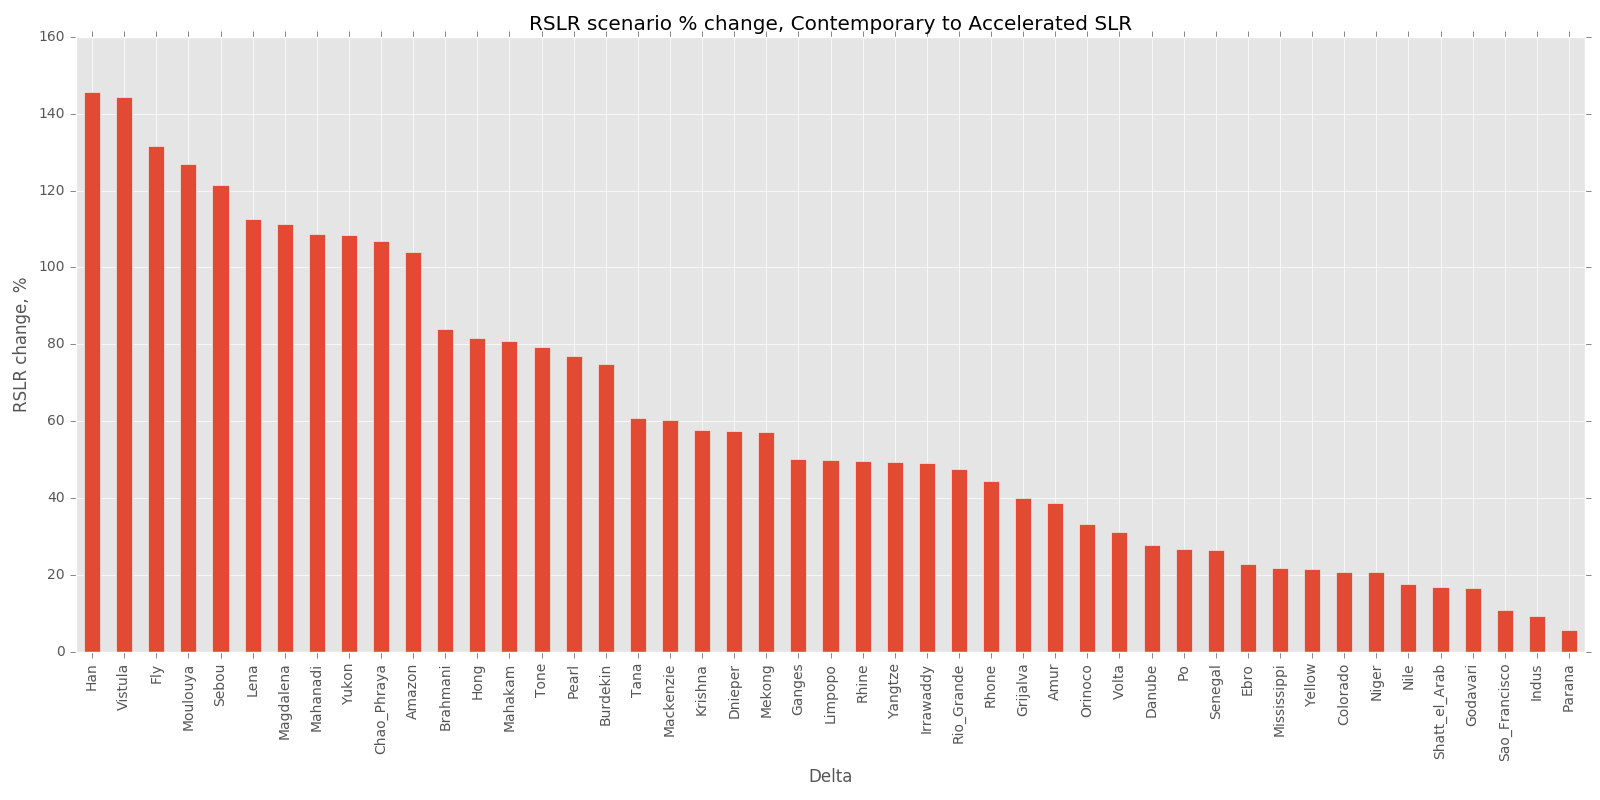 RSLR scenario % change, Contemporary to Accelerated SLR
160
140
120
100
80
60
40
20
0
RSLR change, %
Han
Vistula
Fly
Moulouya
Sebou
Lena
Magdalena
Mahanadi
Yukon
Chao_Phraya
Amazon
Brahmani
Hong
Mahakam
Tone
Pearl
Burdekin
Tana
Mackenzie
Krishna
Dnieper
Mekong
Ganges
Limpopo
Rhine
Yangtze
Irrawaddy
Rio_Grande
Rhone
Grijalva
Amur
Orinoco
Volta
Danube
Po
Senegal
Ebro
Mississippi
Yellow
Colorado
Niger
Nile
Shatt_el_Arab
Godavari
Sao_Francisco
Indus
Parana
Delta